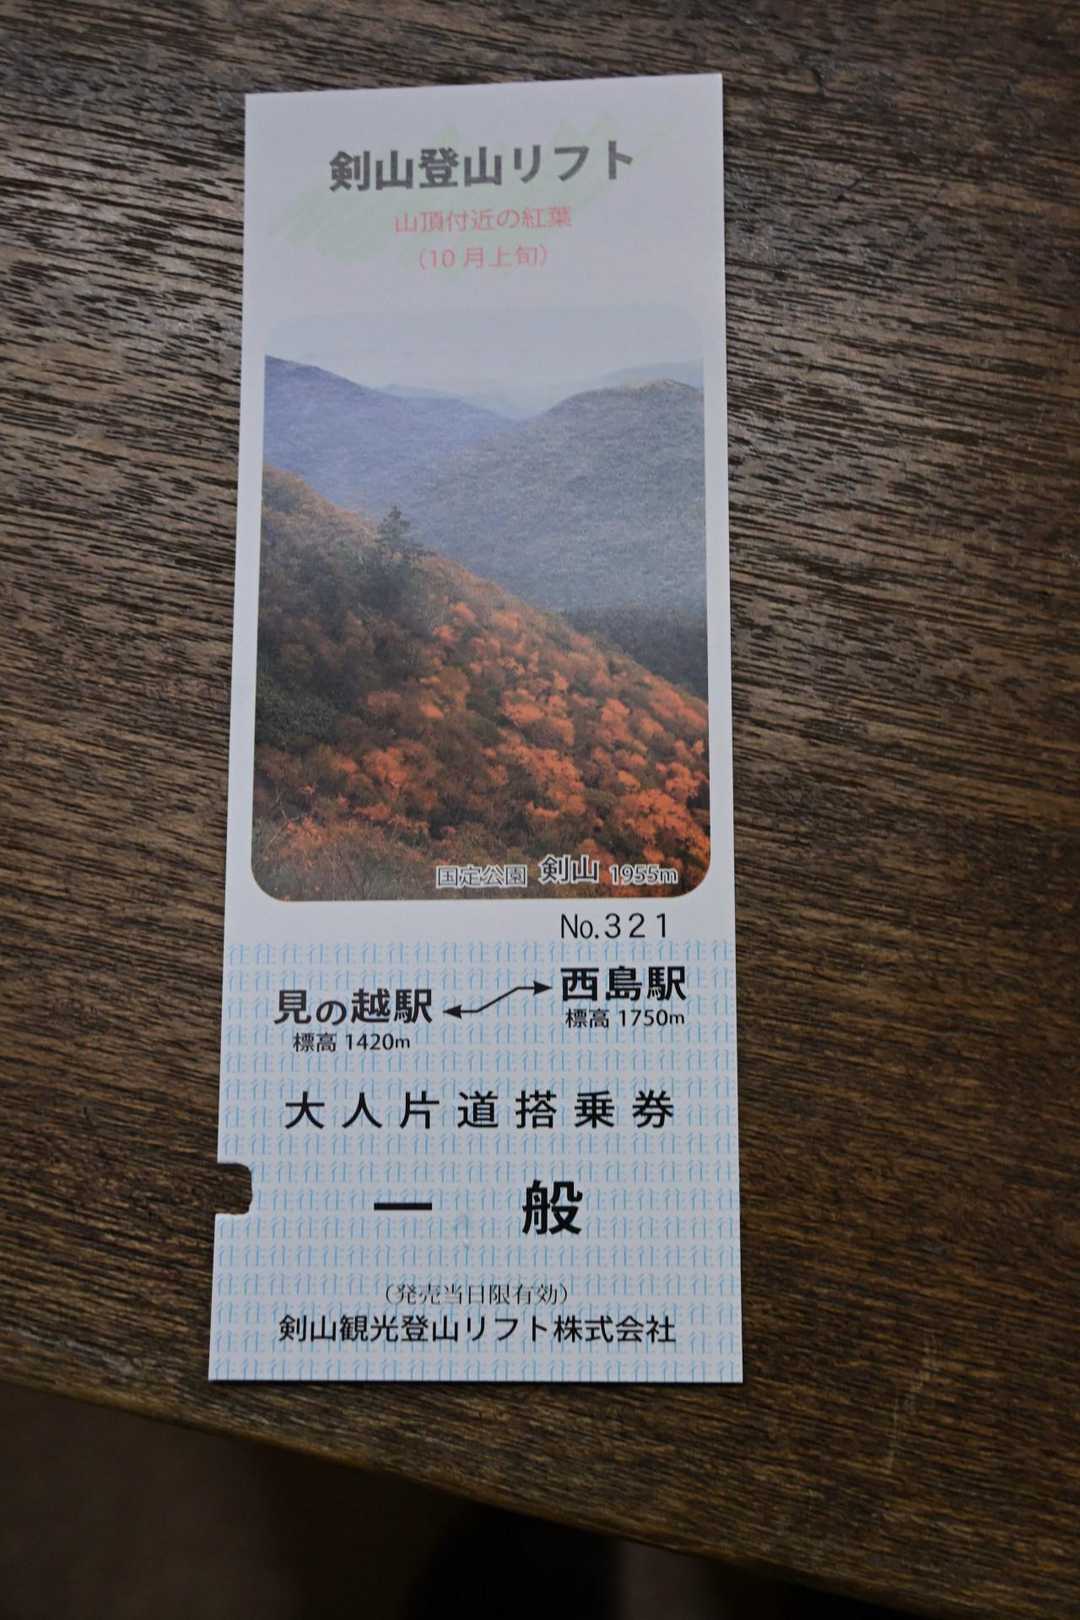 剣山登山リフト
山頂付近の紅葉
(10月上旬)
国定公園 剣山 1955m
No.321
見の越駅 西島駅
標高 1420m 標高 1750m
大人片道搭乗券
一般
(発売当日限有効)
剣山観光登山リフト株式会社